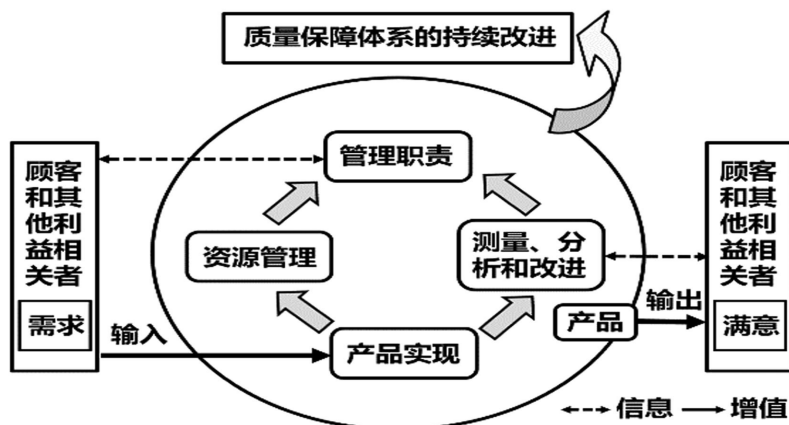 质量保障体系的持续改进
管理职责
顾客
和其
他利
益相
关者
需求
资源管理
测量、分
析和改进
产品实现
输入
产品
输出
顾客
和其
他利
益相
关者
满意
信息
增值